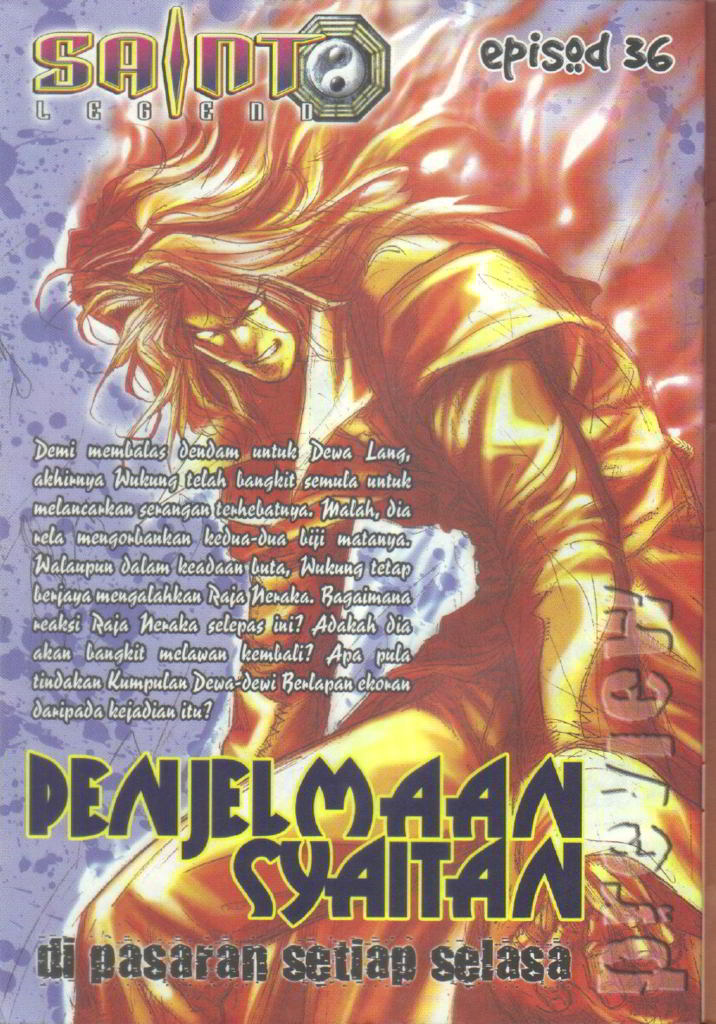 SAINT
LEGEND
episod 36
Demi membalas dendam untuk Dewa Lang,
akhirnya Wukung telah bangkit semula untuk
melancarkan serangan terhebatnya. Malah, dia
rela mengorbankan kedua-dua biji matanya.
Walaupun dalam keadaan buta, Wukung tetap
berjaya mengalahkan Raja Neraka. Bagaimana
reaksi Raja Neraka selepas ini? Adakah dia
akan bangkit melawan kembali? Apa pula
tindakan Kumpulan Dewa-dewi Berlapan ekoran
daripada kejadian itu?
PENJELMAAN
SYAITAN
di pasaran setiap selasa
preview